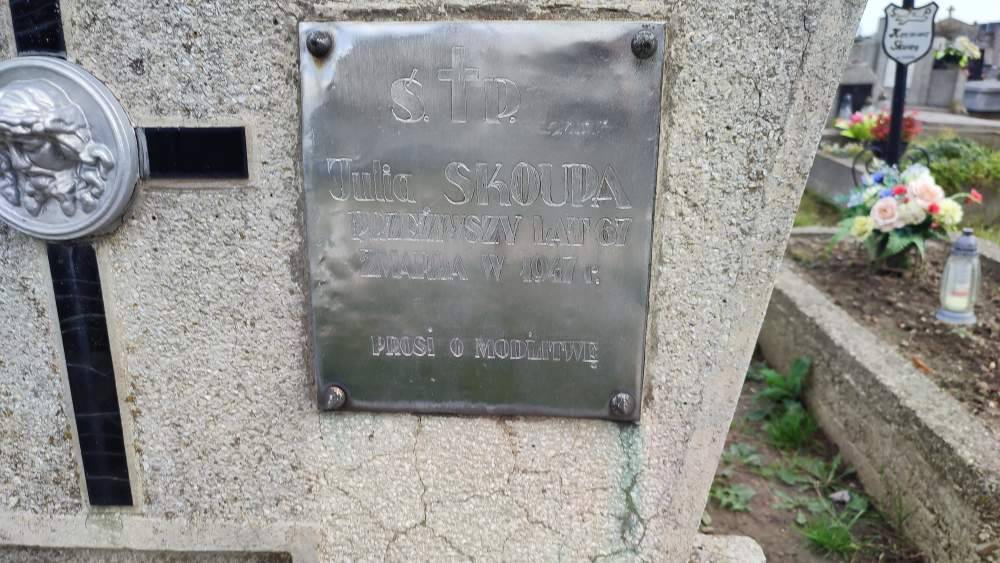 Ś. P.
Julia SKOUPA
PRZEŻYWSZY LAT 67
ZMARŁA W 1947 r.
PROSI O MODLITWĘ